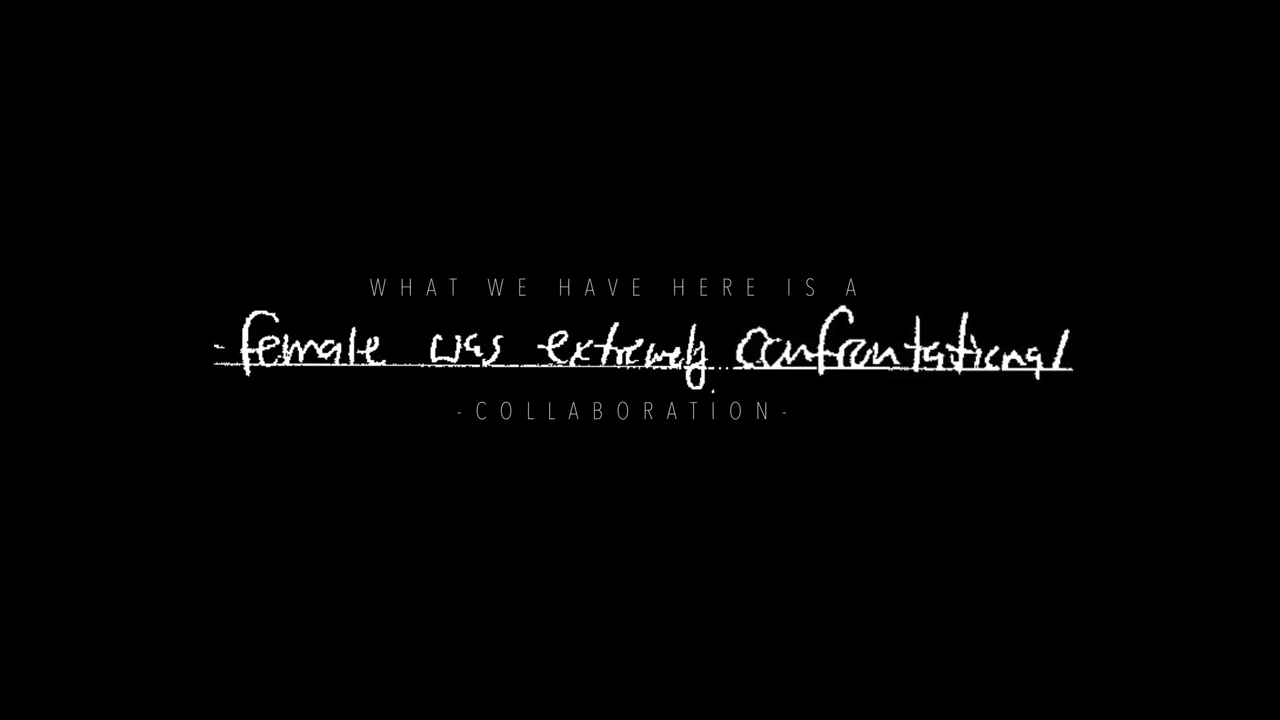 WHAT WE HAVE HERE IS A
- female was extremely confrontational
-COLLABORATION-